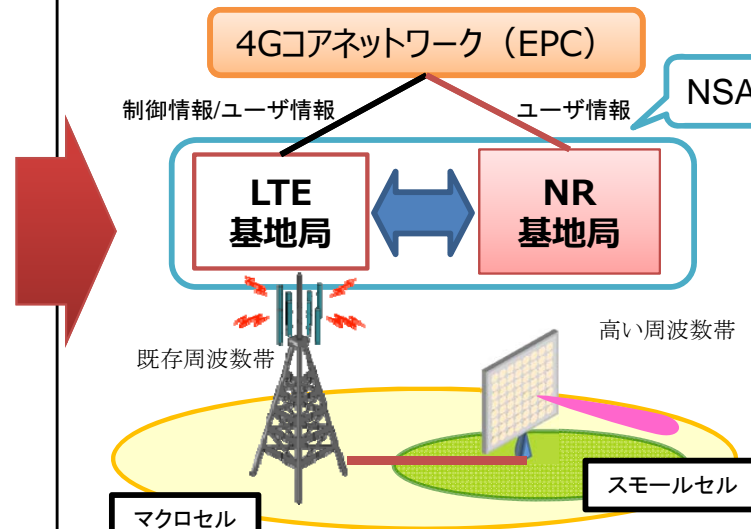 4Gコアネットワーク（EPC）
制御情報/ユーザ情報
ユーザ情報
NSA
LTE
基地局
NR
基地局
既存周波数帯
高い周波数帯
スモールセル
マクロセル